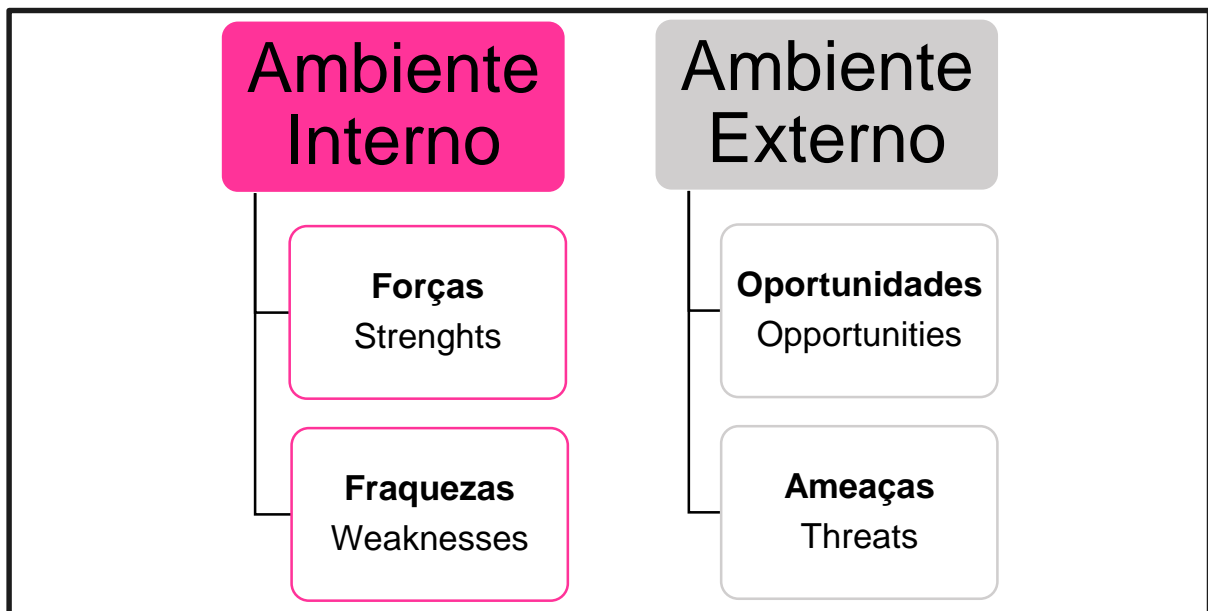 Ambiente
Interno
Forças
Strenghts
Fraquezas
Weaknesses
Ambiente
Externo
Oportunidades
Opportunities
Ameaças
Threats